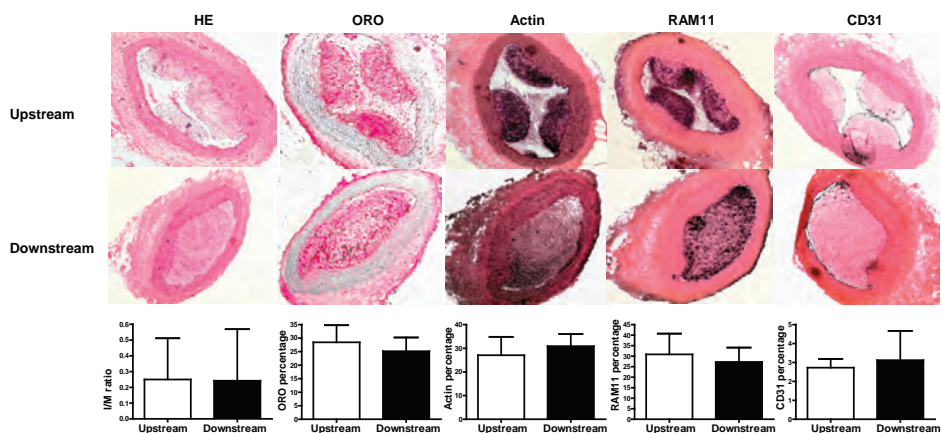 HE ORO Actin RAM11 CD31
Upstream
Downstream
I/M ratio
0.6
0.5
0.4
0.3
0.2
0.1
0.0
Upstream Downstream
ORO percentage
35
30
25
20
15
10
5
0
Upstream Downstream
Actin percentage
40
30
20
10
0
Upstream Downstream
RAM11 percentage
45
40
35
30
25
20
15
10
5
0
Upstream Downstream
CD31 percentage
5
4
3
2
1
0
Upstream Downstream